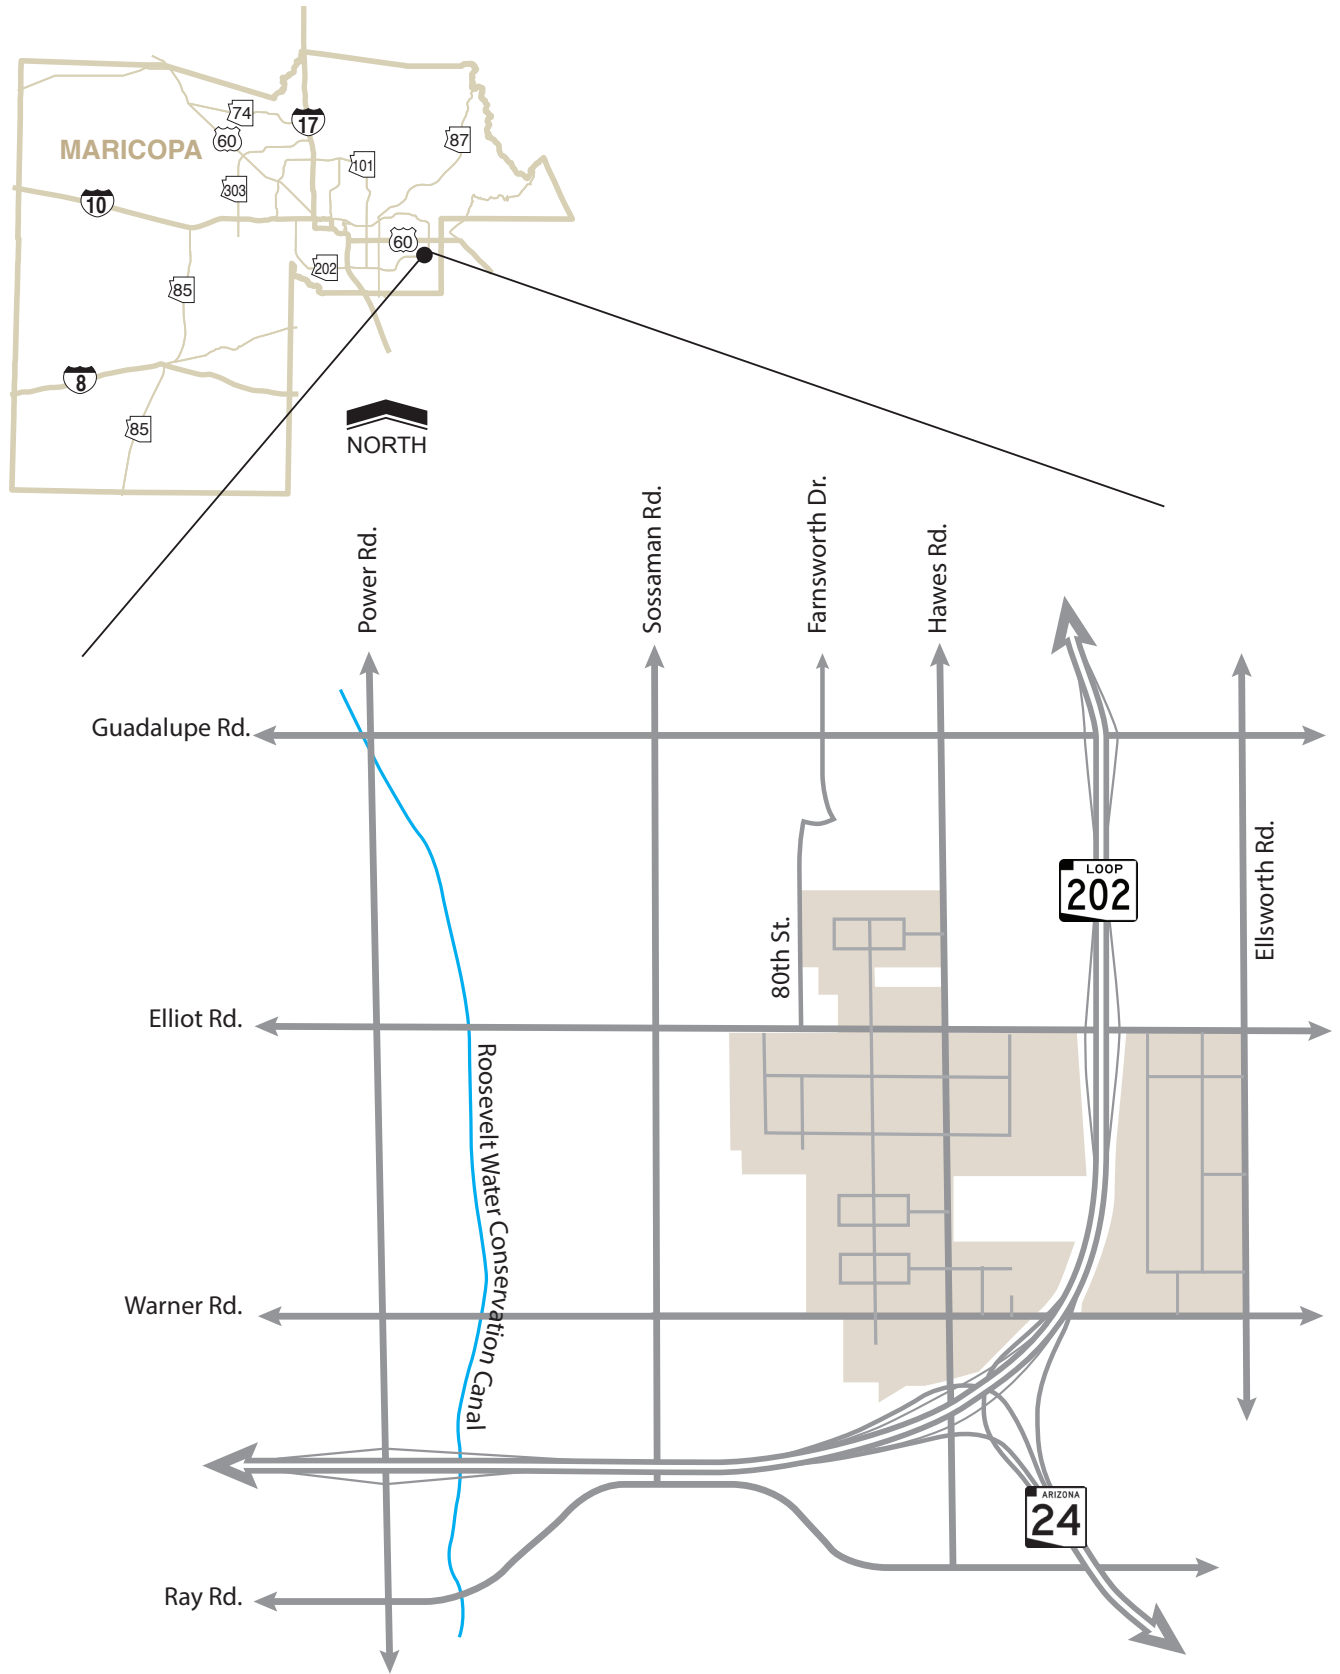 74
17
60
87
MARICOPA
101
303
10
60
202
85
8
85
NORTH
Power Rd.
Sossaman Rd.
Farnsworth Dr.
Hawes Rd.
Guadalupe Rd.
LOOP
202
Ellsworth Rd.
80th St.
Elliot Rd.
Roosevelt Water Conservation Canal
Warner Rd.
ARIZONA
24
Ray Rd.